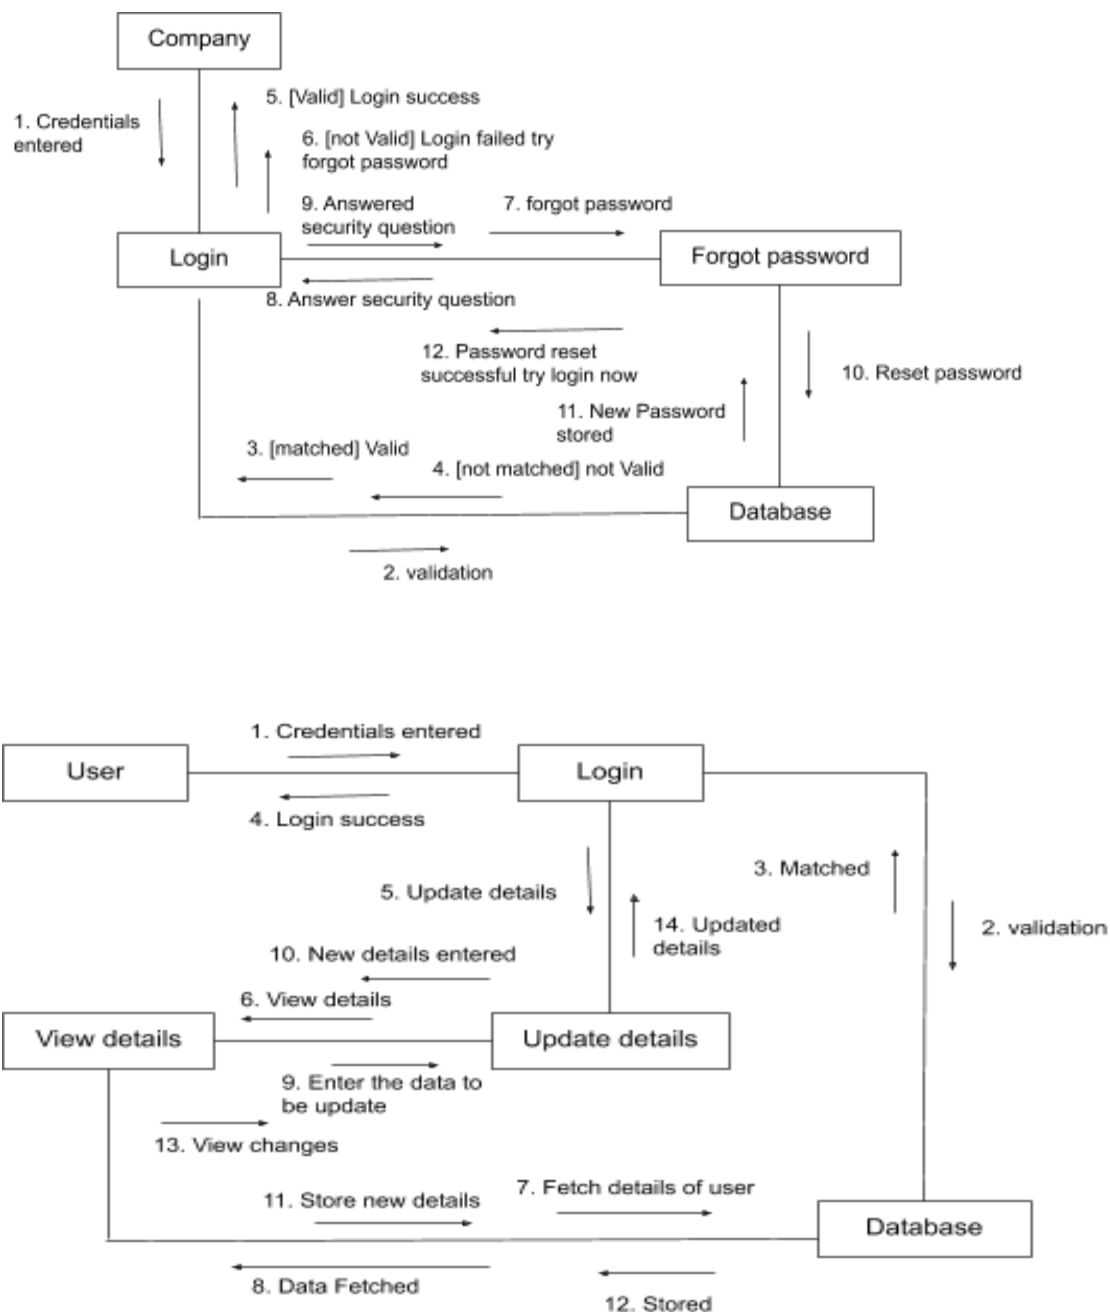 Company
5. [Valid] Login success
1. Credentials
entered
6. [not Valid] Login failed try
forgot password
9. Answered
security question
7. forgot password
Login
Forgot password
8. Answer security question
12. Password reset
successful try login now
10. Reset password
11. New Password
stored
3. [matched] Valid
4. [not matched] not Valid
Database
2. validation
1. Credentials entered
User
Login
4. Login success
3. Matched
5. Update details
14. Updated
details
2. validation
10. New details entered
6. View details
View details
Update details
9. Enter the data to
be update
13. View changes
7. Fetch details of user
11. Store new details
Database
8. Data Fetched
12. Stored